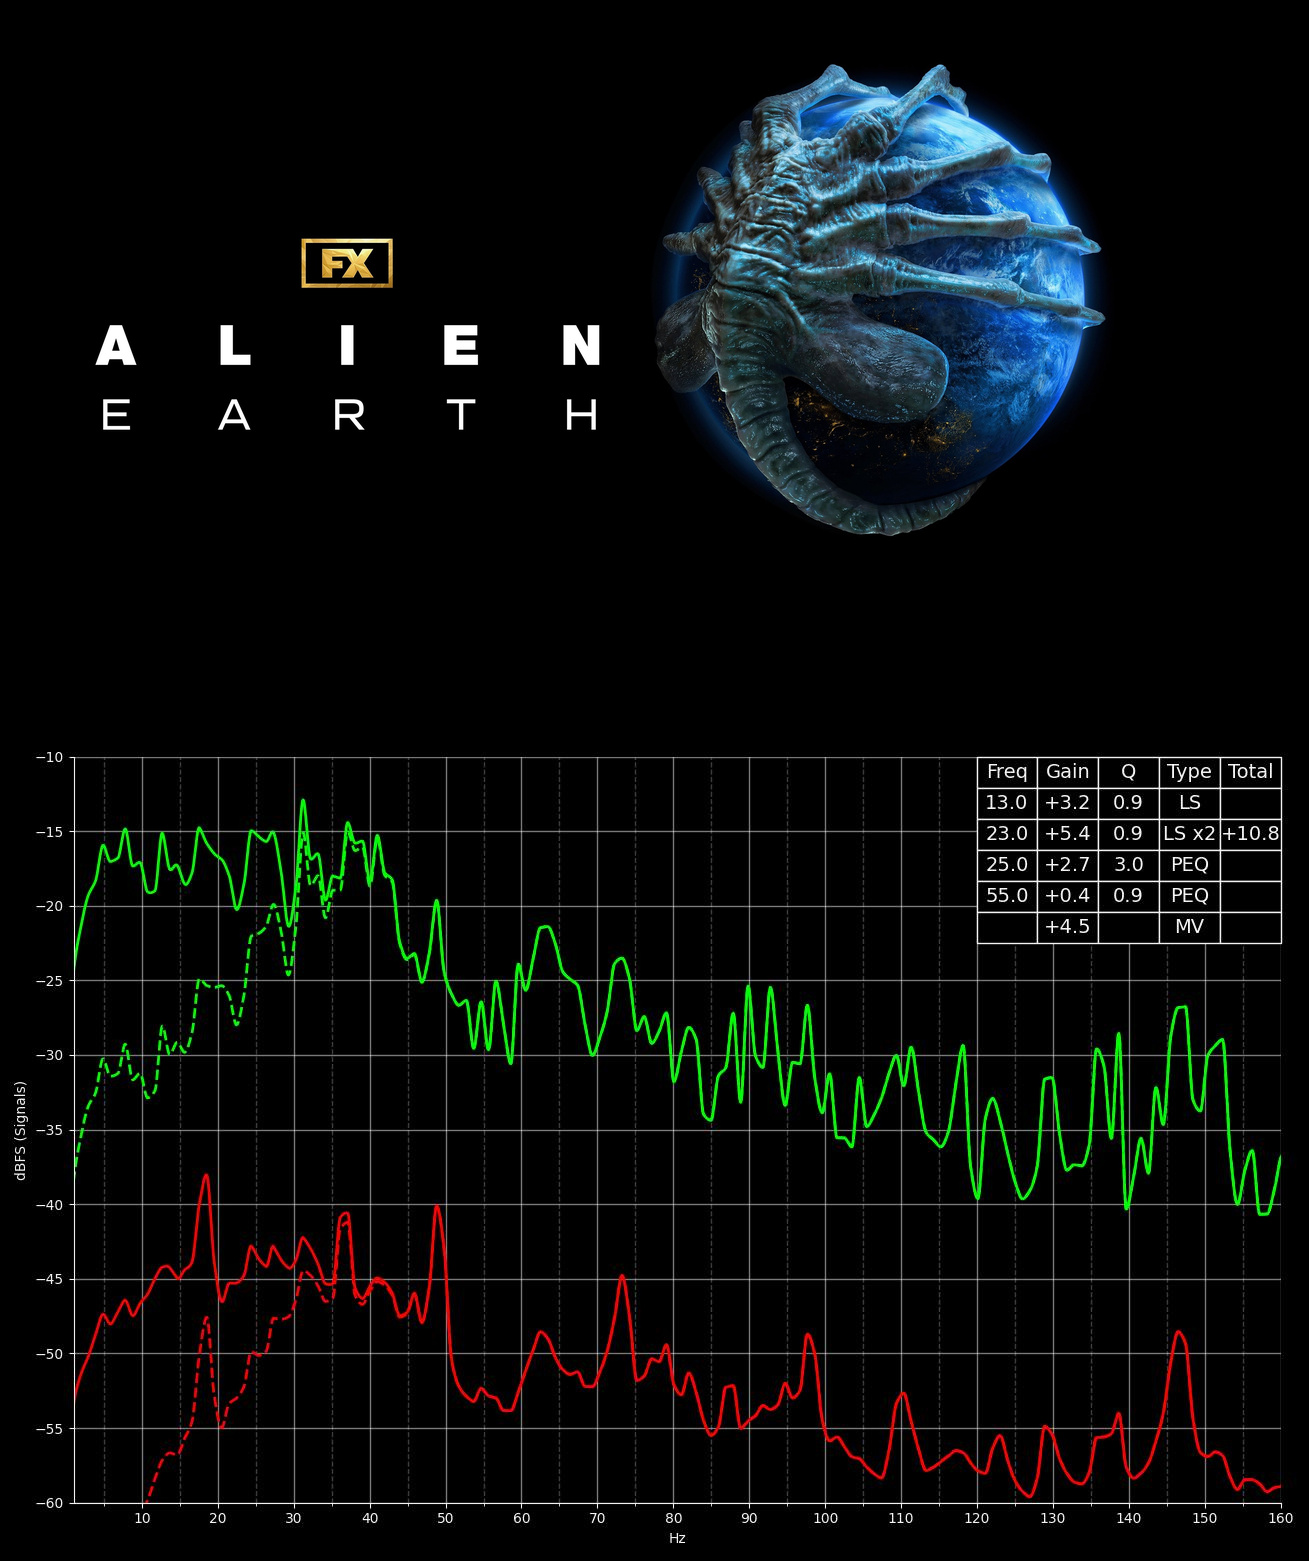 FX
A L I E N
E A R T H
Freq Gain Q Type Total
13.0 +3.2 0.9 LS
23.0 +5.4 0.9 LS x2 +10.8
25.0 +2.7 3.0 PEQ
55.0 +0.4 0.9 PEQ
+4.5 MV
−10
−15
−20
−25
−30
−35
−40
−45
−50
−55
−60
dBFS (Signals)
10 20 30 40 50 60 70 80 90 100 110 120 130 140 150 160
Hz